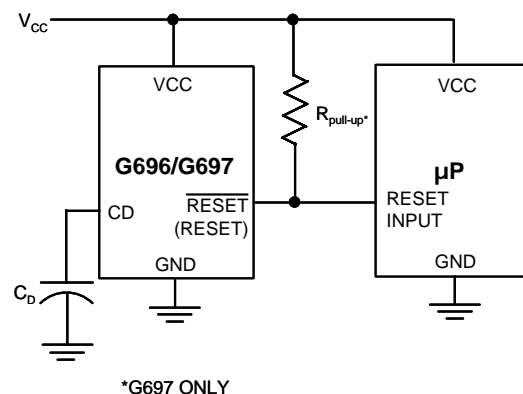 VCC
VCC
G696/G697
CD
RESET
(RESET)
GND
CD
Rpull-up*
VCC
µP
RESET
INPUT
GND
*G697 ONLY